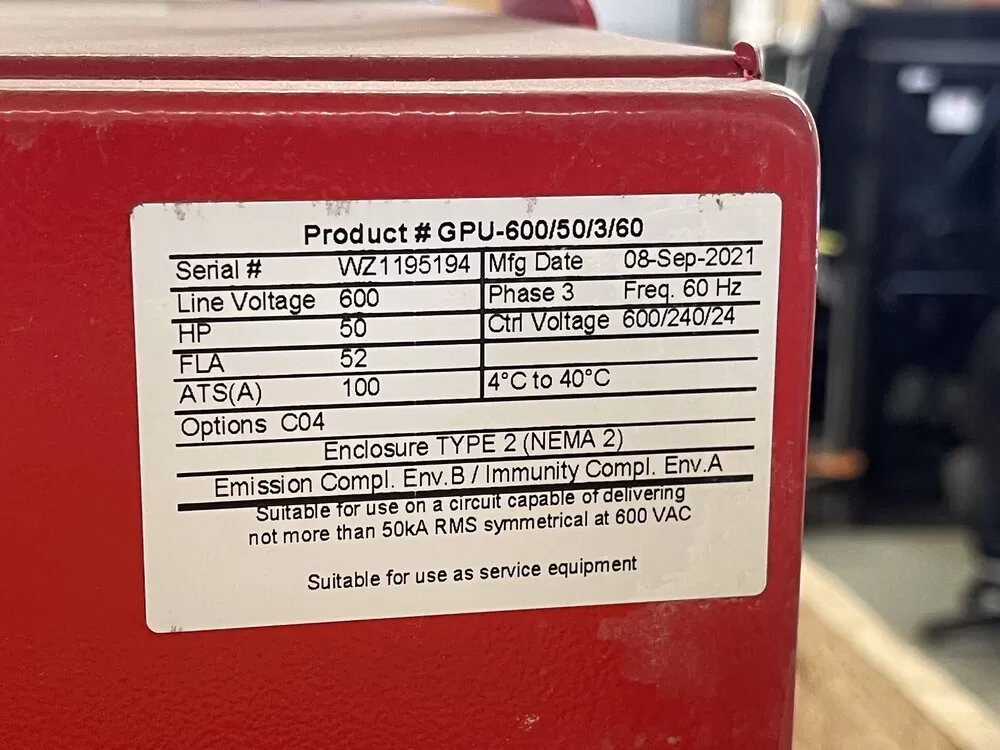 Product # GPU-600/50/3/60
Serial # WZ1195194 Mfg Date 08-Sep-2021
Line Voltage 600 Phase 3 Freq. 60 Hz
HP 50 Ctrl Voltage 600/240/24
FLA 52
ATS(A) 100 4°C to 40°C
Options C04
Enclosure TYPE 2 (NEMA 2)
Emission Compl. Env.B / Immunity Compl. Env.A
Suitable for use on a circuit capable of delivering
not more than 50kA RMS symmetrical at 600 VAC
Suitable for use as service equipment